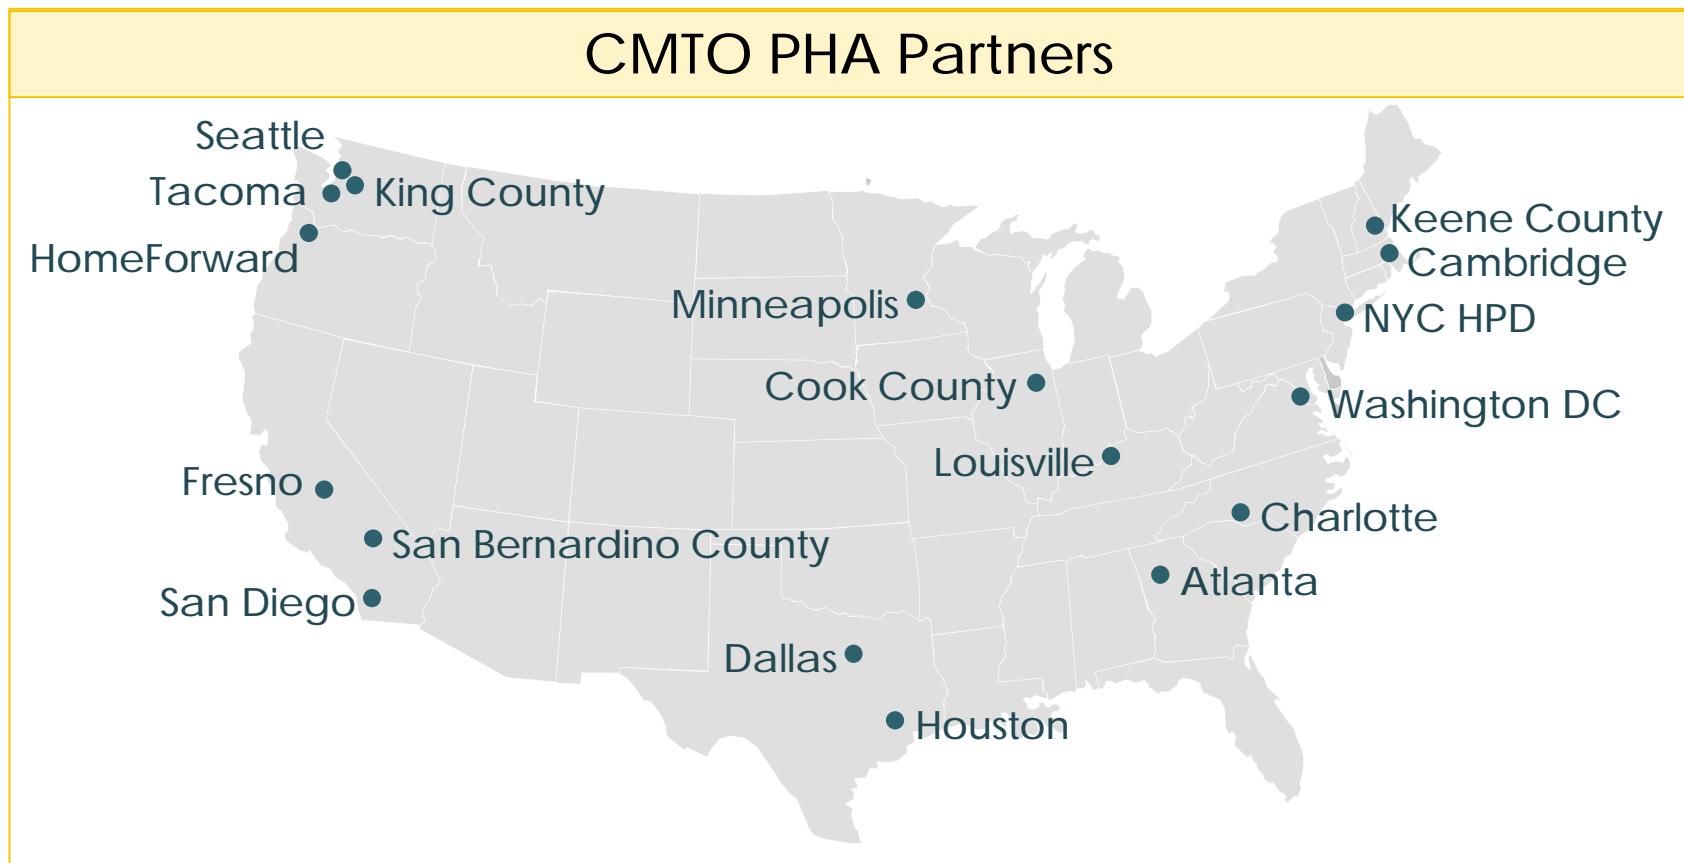 CMTO PHA Partners
Seattle
Tacoma
King County
HomeForward
Keene County
Cambridge
Minneapolis
NYC HPD
Cook County
Washington DC
Louisville
Fresno
Charlotte
San Bernardino County
Atlanta
San Diego
Dallas
Houston